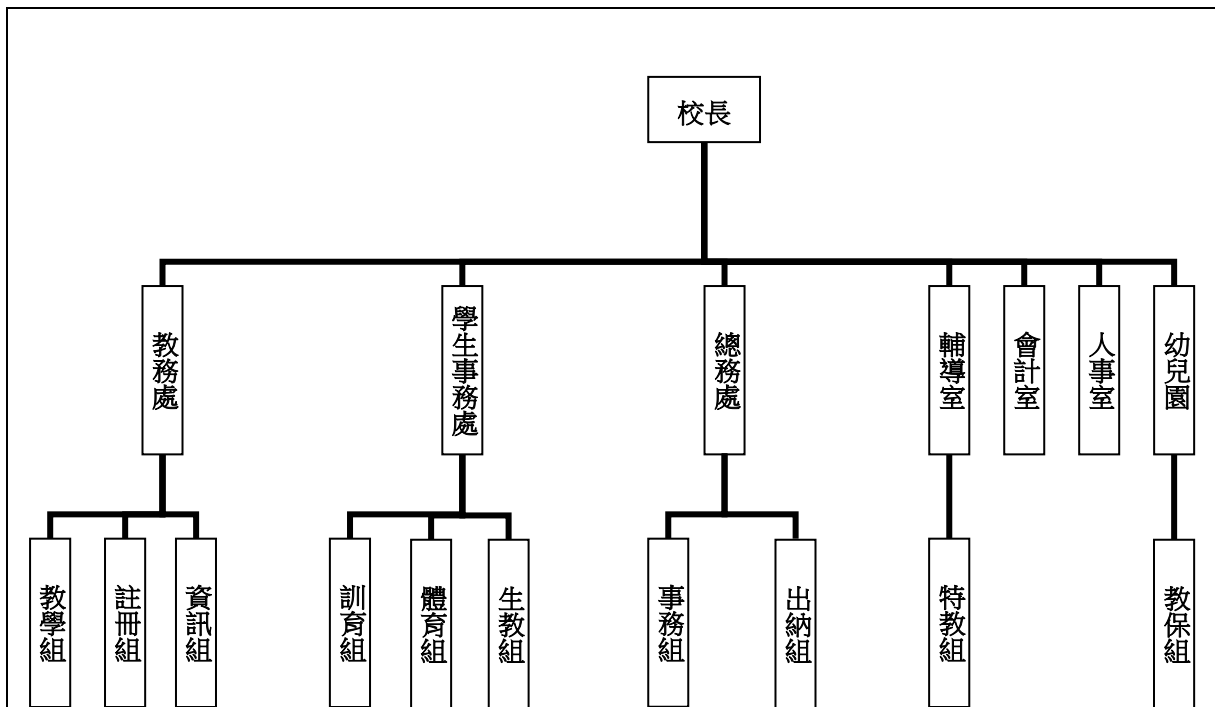 校長
教務處
學生事務處
總務處
輔導室
會計室
人事室
幼兒園
教學組
註冊組
資訊組
訓育組
體育組
生教組
事務組
出納組
特教組
教保組